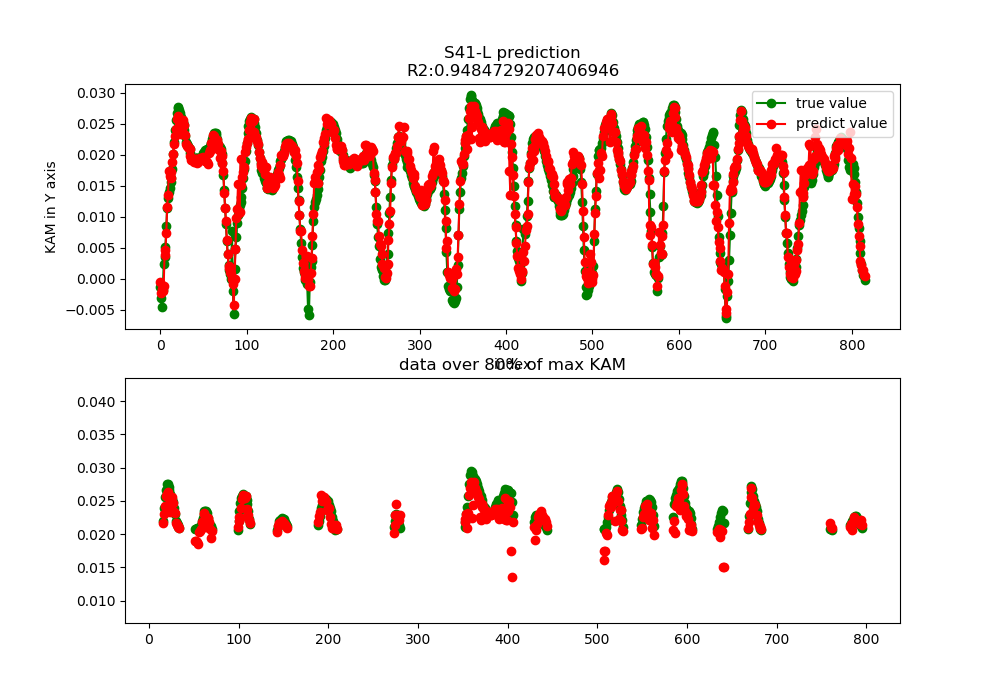 S41-L prediction
R2:0.9484729207406946
true value
predict value
KAM in Y axis
0.030
0.025
0.020
0.015
0.010
0.005
0.000
−0.005
0 100 200 300 400 500 600 700 800
index
data over 80% of max KAM
0.040
0.035
0.030
0.025
0.020
0.015
0.010
0 100 200 300 400 500 600 700 800